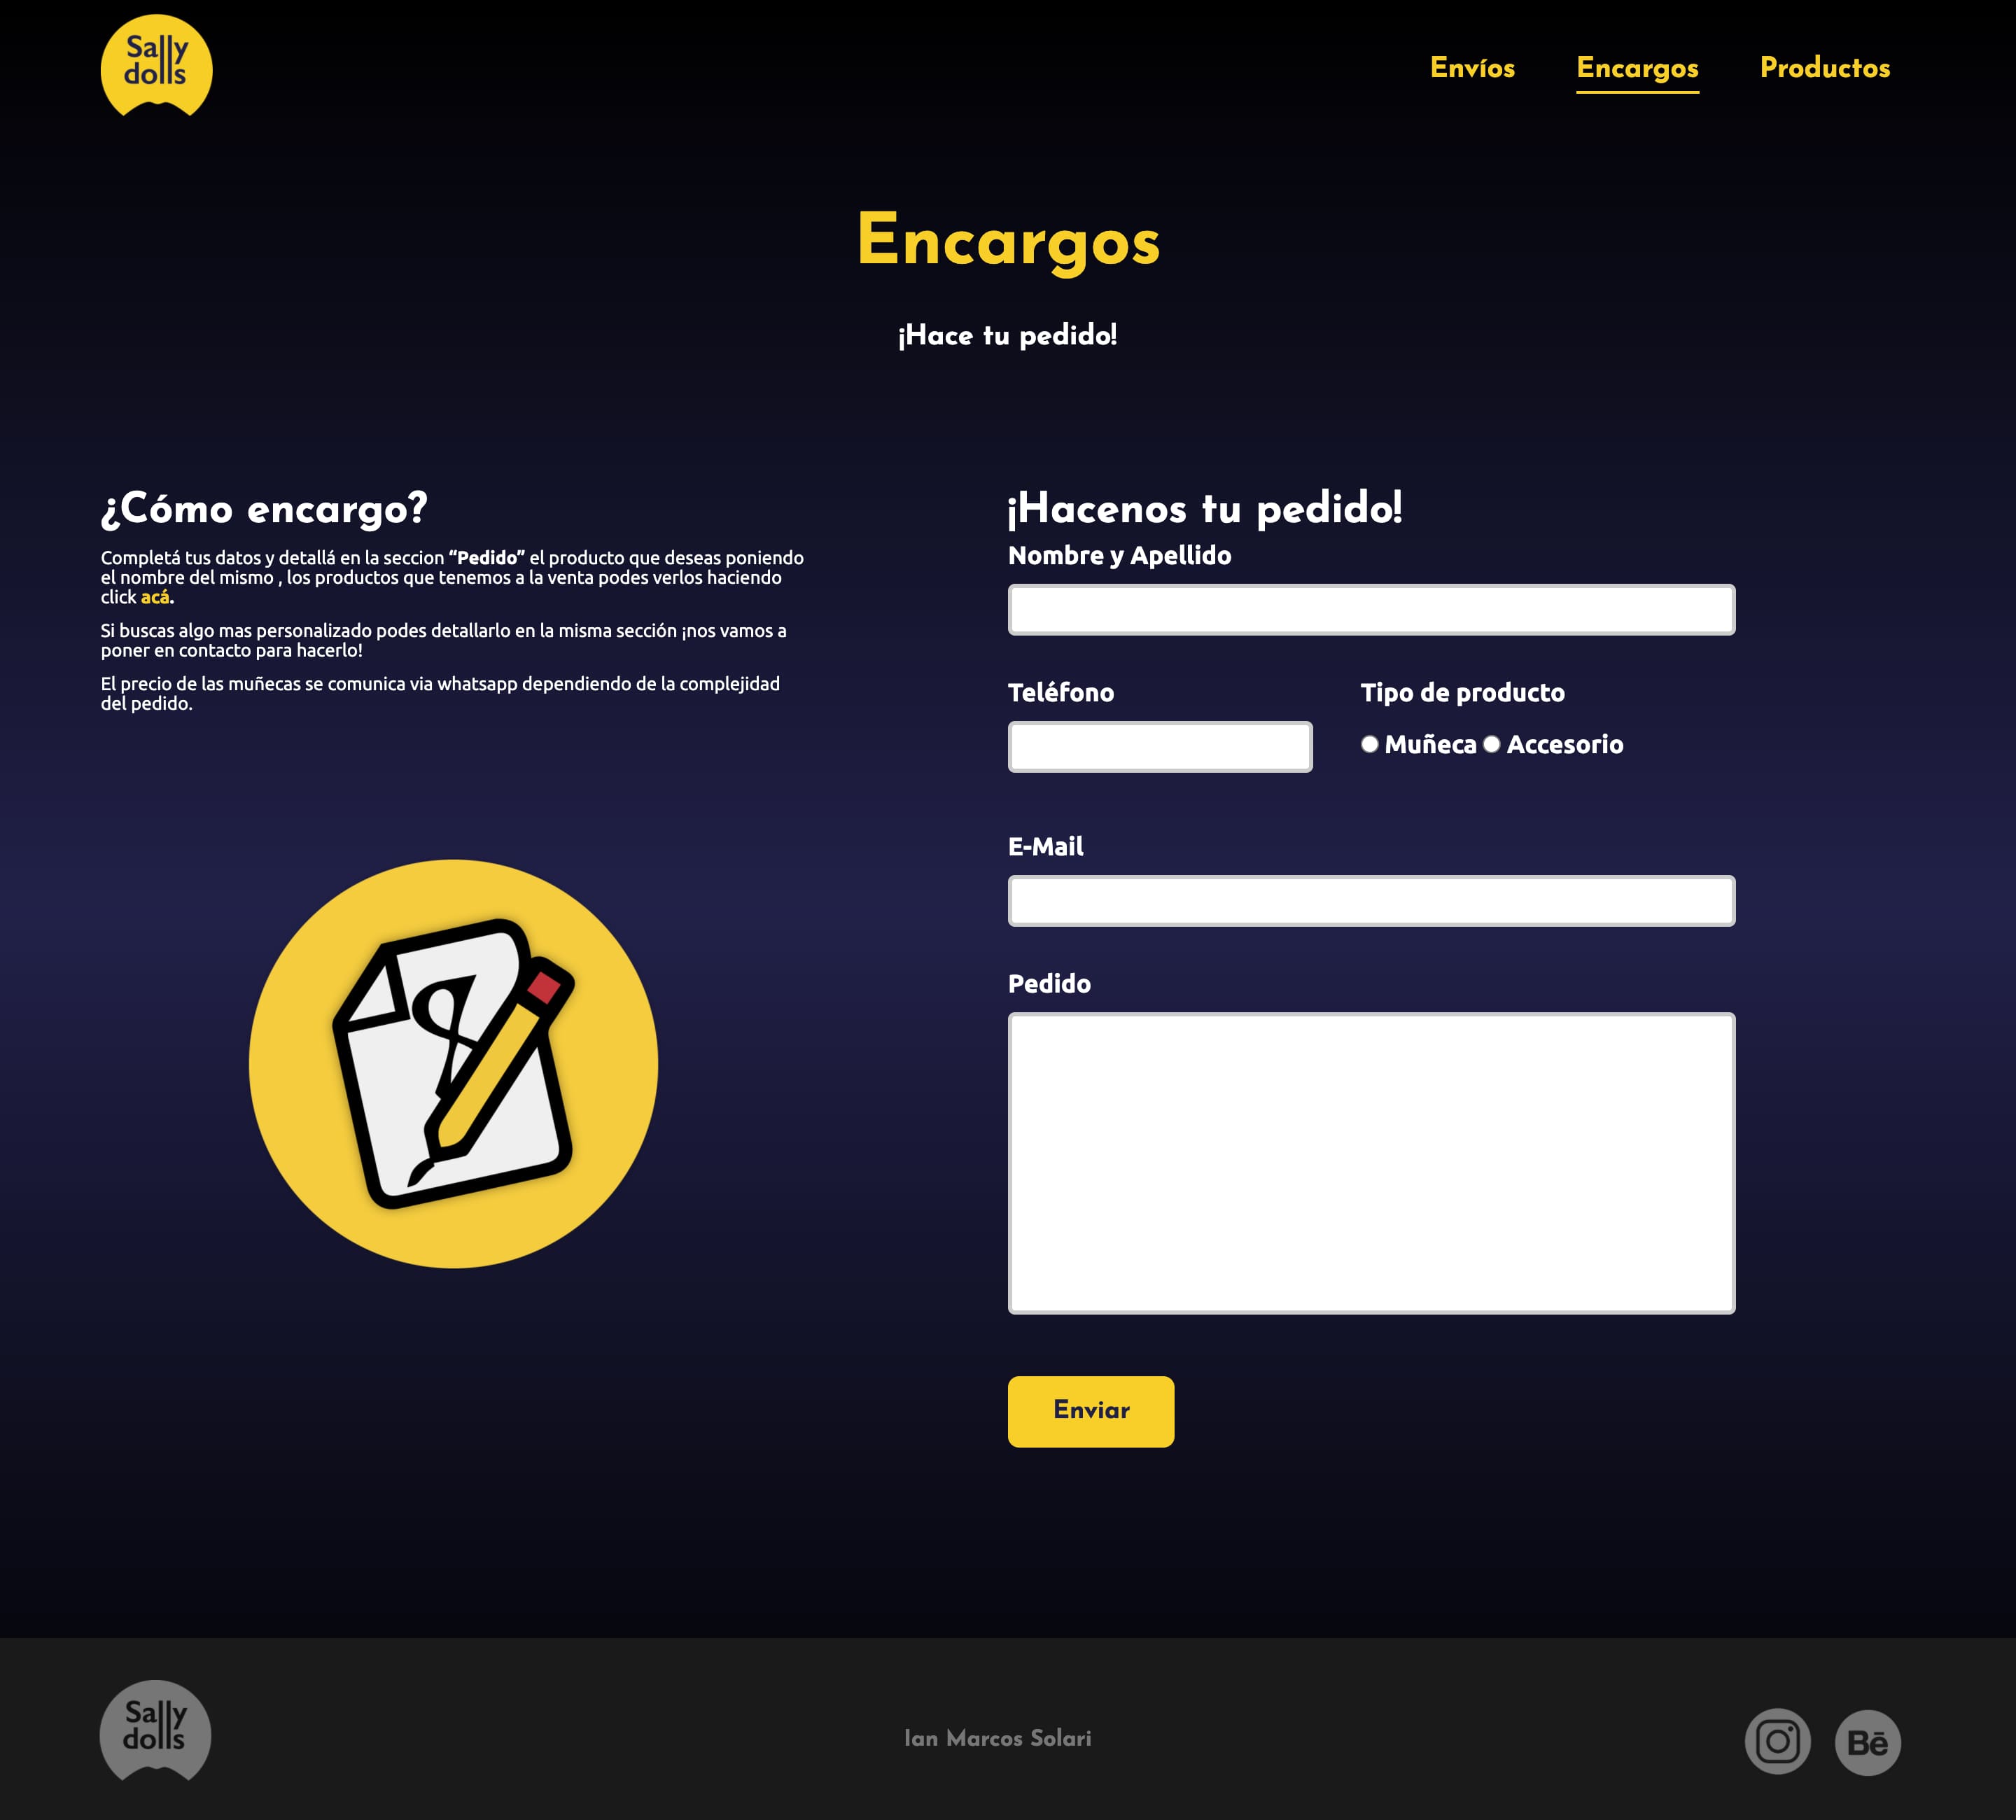 Sally
dolls
Envíos
Encargos
Productos
Encargos
¡Hace tu pedido!
¿Cómo encargo?
Completá tus datos y detallá en la seccion “Pedido” el producto que deseas poniendo
el nombre del mismo , los productos que tenemos a la venta podes verlos haciendo
click acá.
Si buscas algo mas personalizado podes detallarlo en la misma sección ¡nos vamos a
poner en contacto para hacerlo!
El precio de las muñecas se comunica via whatsapp dependiendo de la complejidad
del pedido.
¡Hacenos tu pedido!
Nombre y Apellido
Teléfono
Tipo de producto
Muñeca
Accesorio
E-Mail
Pedido
Enviar
Sally
dolls
Ian Marcos Solari
Bē